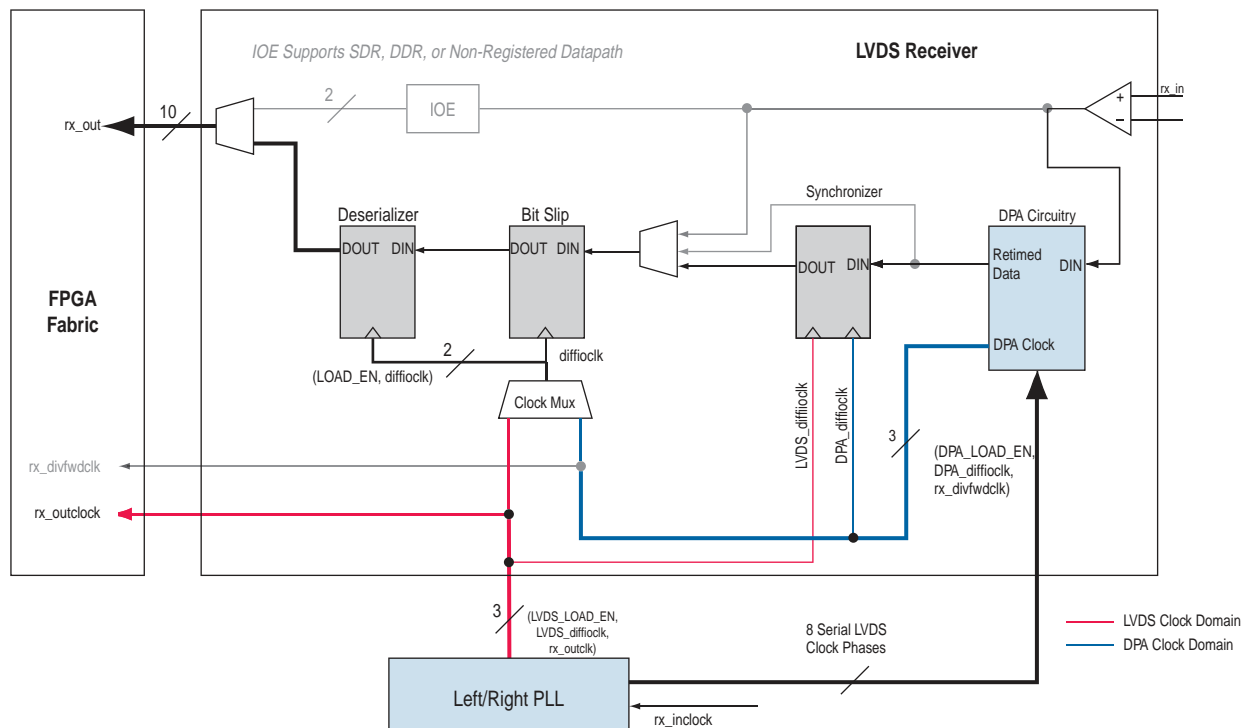 IOE Supports SDR, DDR, or Non-Registered Datapath
LVDS Receiver
2
IOE
+
–
rx_in
10
rx_out
Synchronizer
Deserializer
Bit Slip
DPA Circuitry
DOUT DIN
DOUT DIN
DOUT DIN
Retimed
Data
DIN
DPA Clock
FPGA
Fabric
2
(LOAD_EN, diffioclk)
diffioclk
Clock Mux
LVDS_diffiioclk
DPA_diffioclk
3
(DPA_LOAD_EN,
DPA_diffioclk,
rx_divfwdclk)
rx_divfwdclk
rx_outclock
3
(LVDS_LOAD_EN,
LVDS_diffioclk,
rx_outclk)
8 Serial LVDS
Clock Phases
LVDS Clock Domain
DPA Clock Domain
Left/Right PLL
rx_inclock